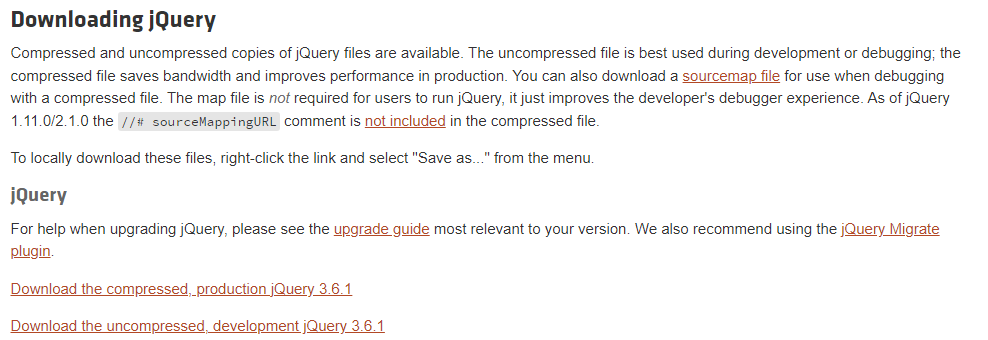 Downloading jQuery
Compressed and uncompressed copies of jQuery files are available. The uncompressed file is best used during development or debugging; the
compressed file saves bandwidth and improves performance in production. You can also download a sourcemap file for use when debugging
with a compressed file. The map file is not required for users to run jQuery, it just improves the developer's debugger experience. As of jQuery
1.11.0/2.1.0 the //# sourceMappingURL comment is not included in the compressed file.
To locally download these files, right-click the link and select "Save as..." from the menu.
jQuery
For help when upgrading jQuery, please see the upgrade guide most relevant to your version. We also recommend using the jQuery Migrate
plugin.
Download the compressed, production jQuery 3.6.1
Download the uncompressed, development jQuery 3.6.1